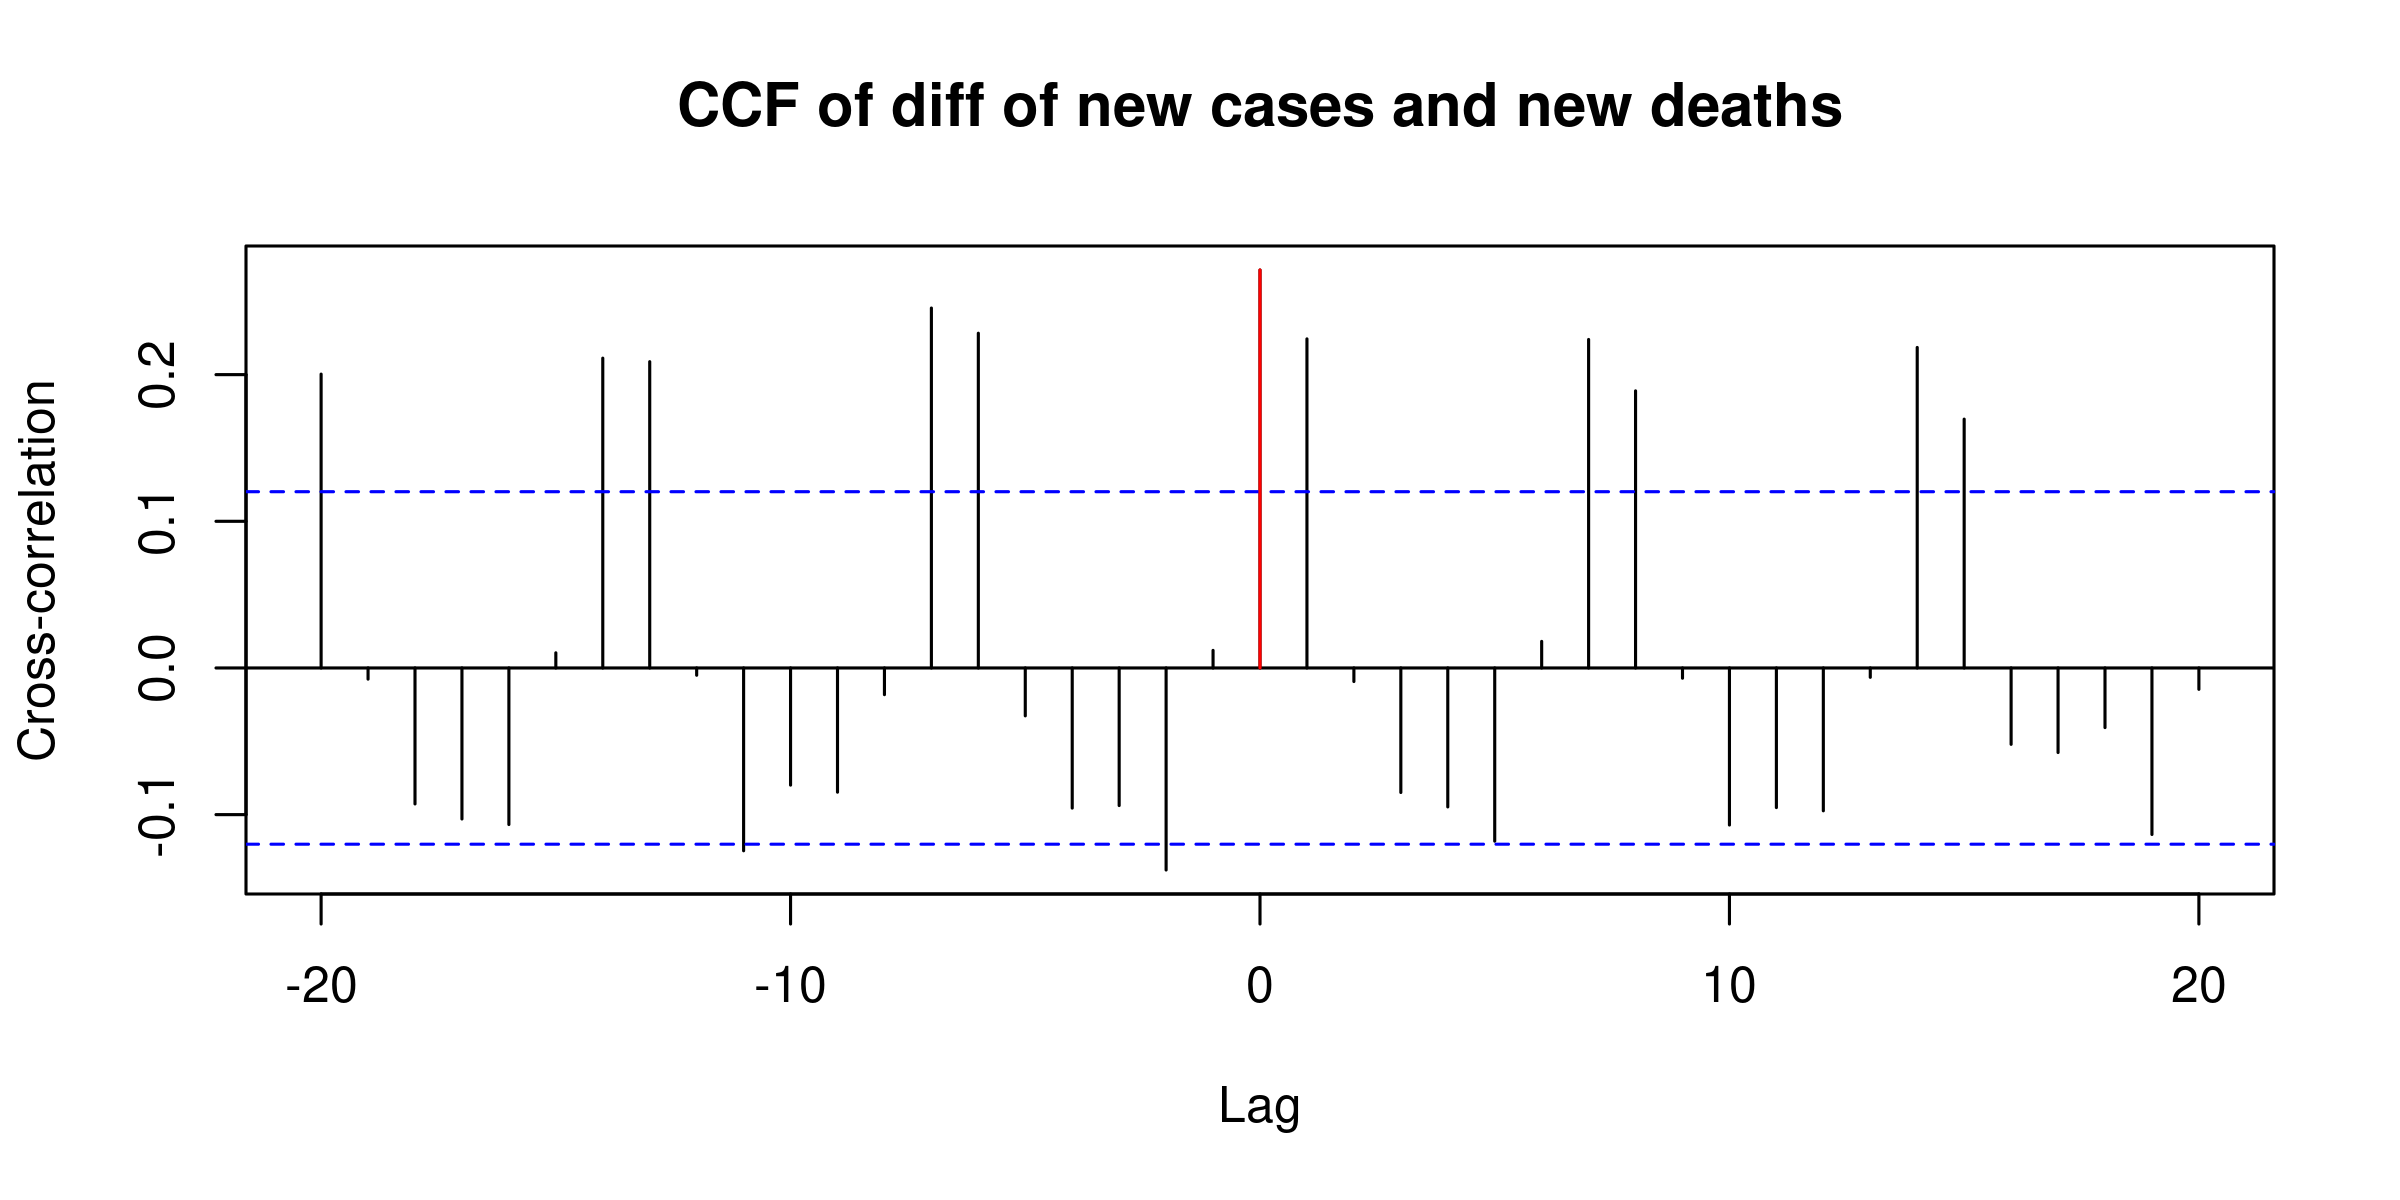 CCF of diff of new cases and new deaths
Cross-correlation
0.2
0.1
0.0
-0.1
-20 -10 0 10 20
Lag